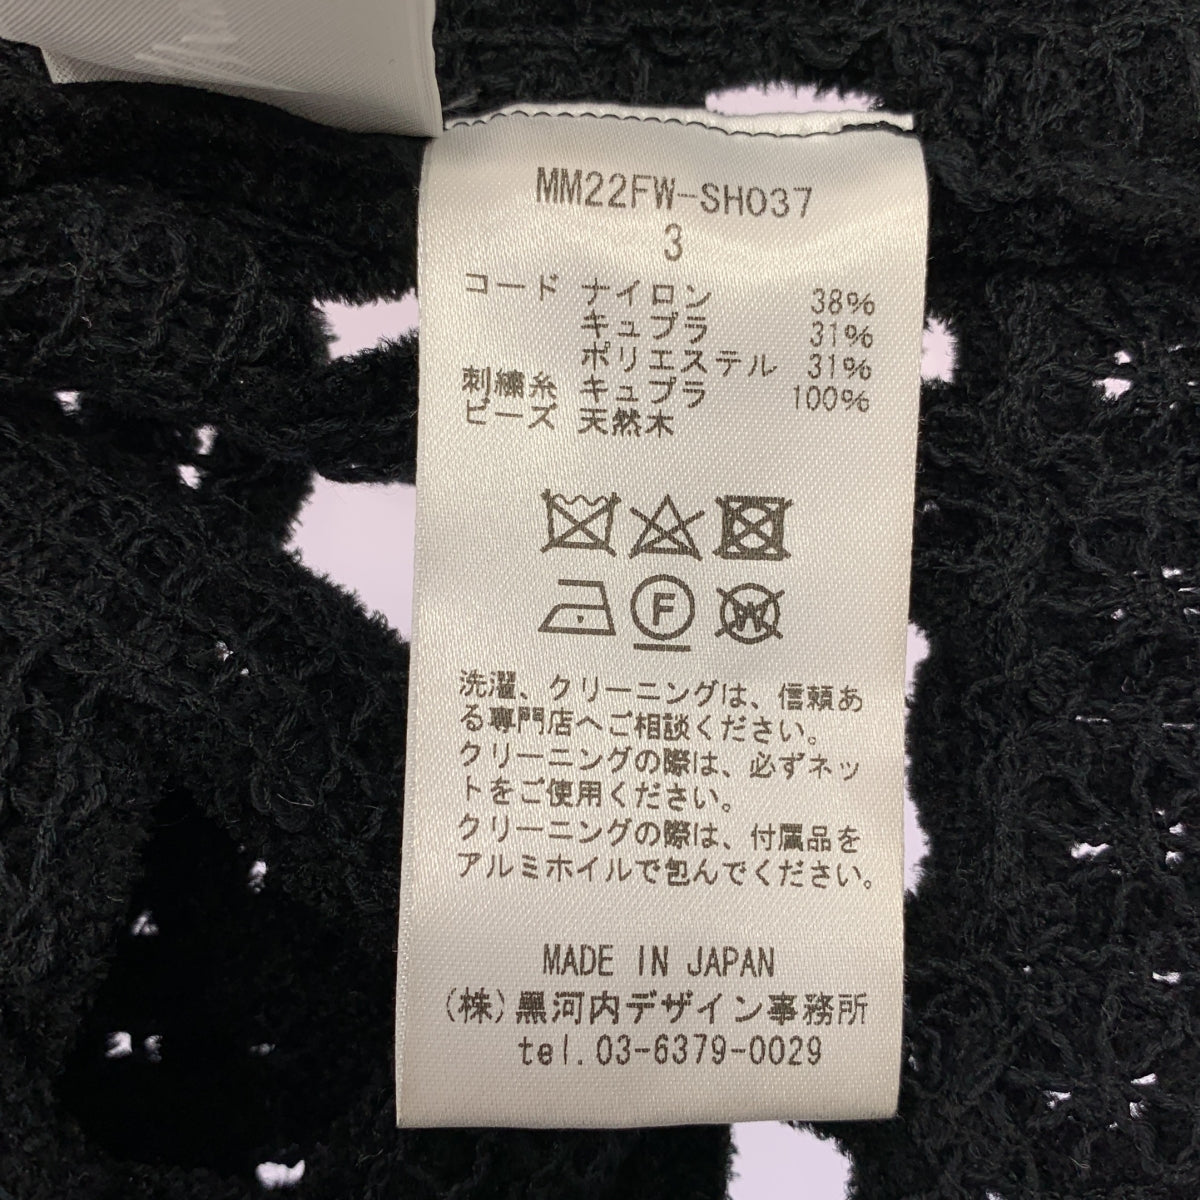 MM22FW-SH037
3
コード ナイロン 38%
キュプラ 31%
ポリエステル 31%
刺繍糸 キュプラ 100%
ビーズ 天然木
F
W
洗濯、クリーニングは、信頼あ
る専門店へご相談ください。
クリーニングの際は、必ずネッ
トをご使用ください。
クリーニングの際は、付属品を
アルミホイルで包んでください。
MADE IN JAPAN
(株)黒河内デザイン事務所
tel.03-6379-0029